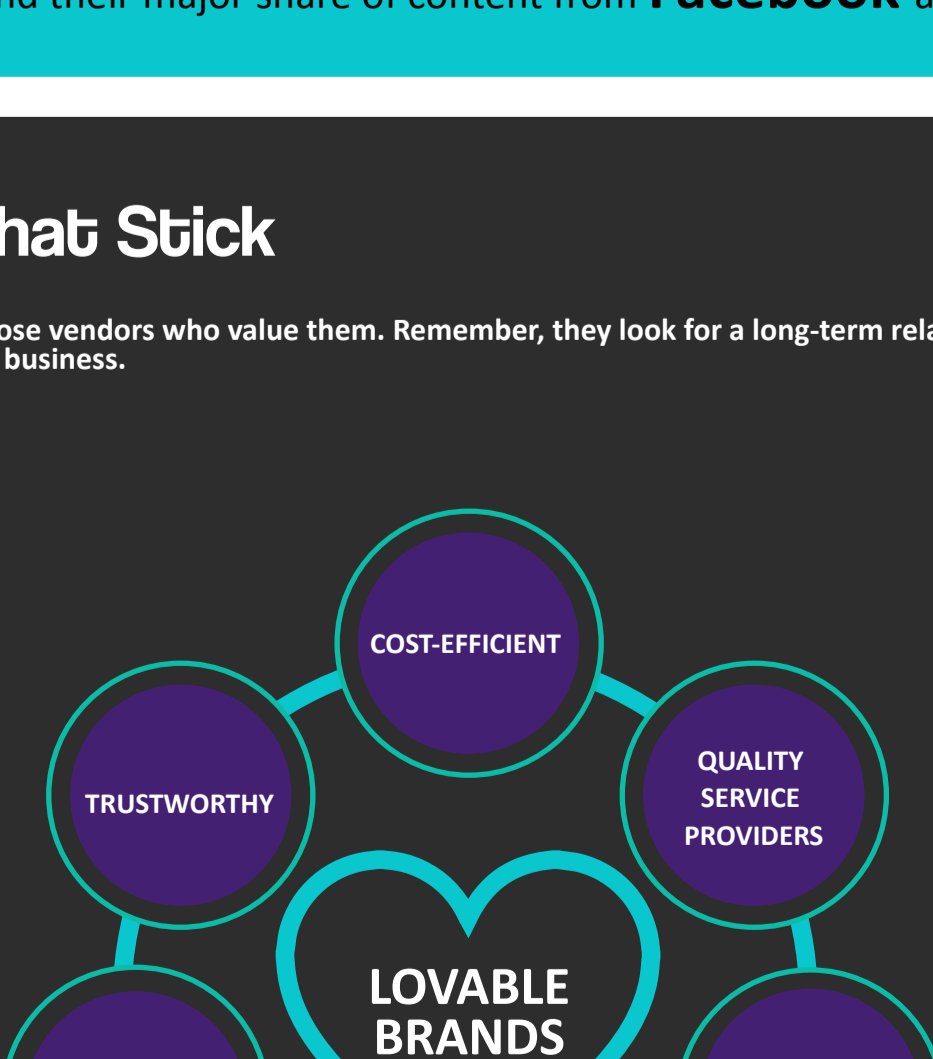 nd their major share of content from Facebook a
hat Stick
ose vendors who value them. Remember, they look for a long-term rela
business.
COST-EFFICIENT
TRUSTWORTHY
QUALITY
SERVICE
PROVIDERS
LOVABLE
BRANDS